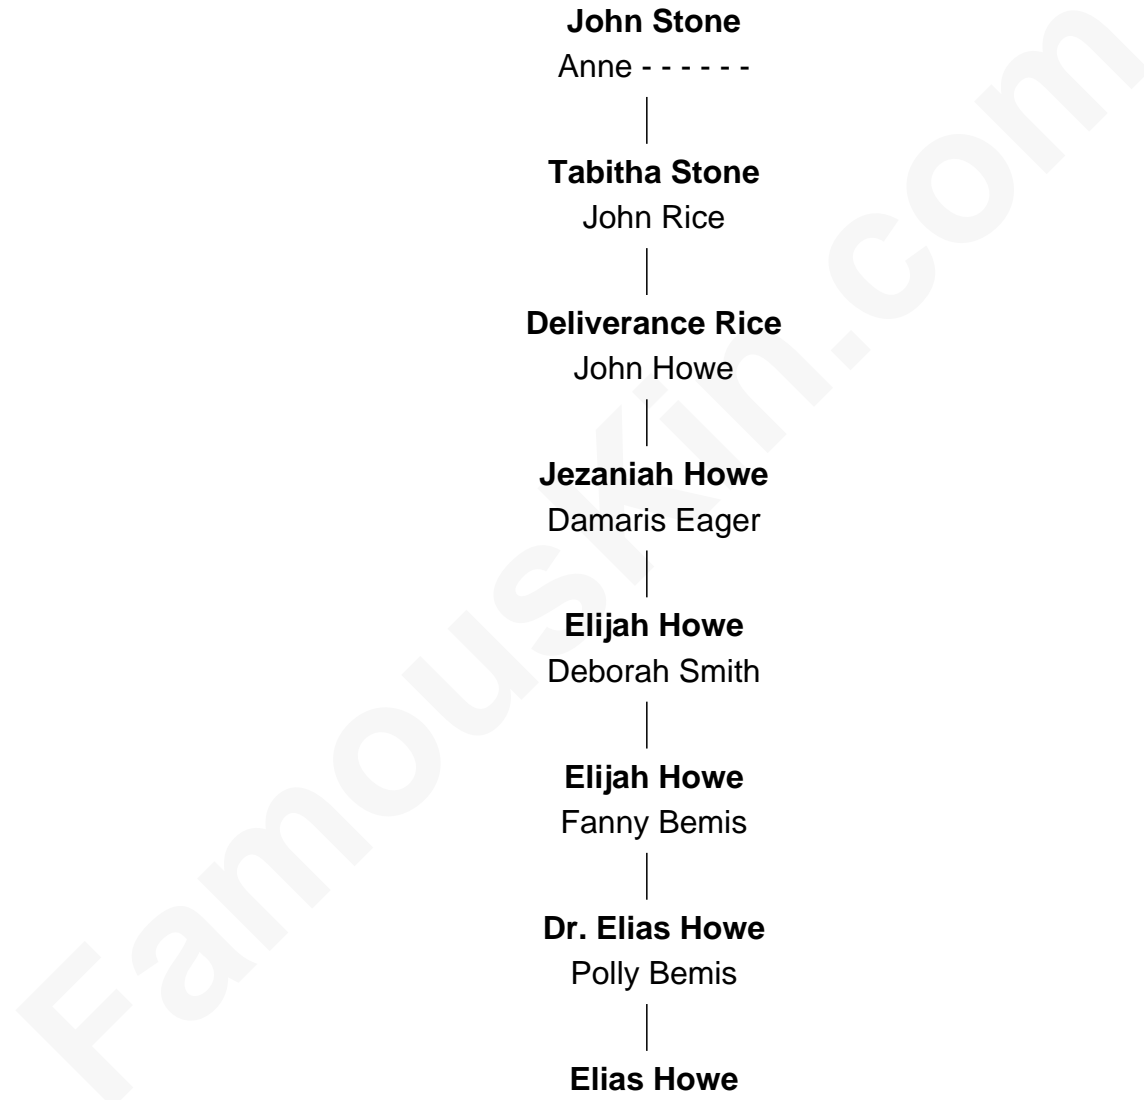 John Stone
Anne - - - - - -
Tabitha Stone
John Rice
Deliverance Rice
John Howe
Jezaniah Howe
Damaris Eager
Elijah Howe
Deborah Smith
Elijah Howe
Fanny Bemis
Dr. Elias Howe
Polly Bemis
Elias Howe
FamousKin.com